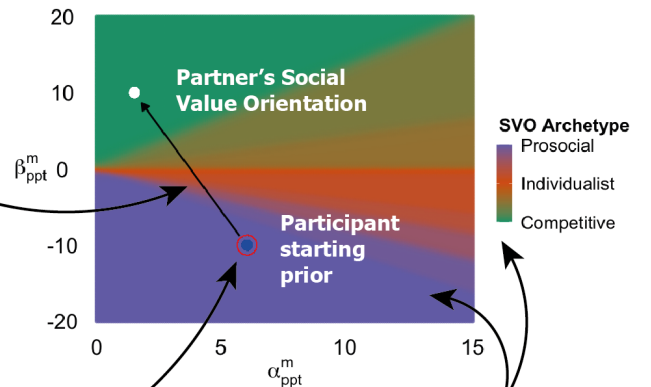 20
10
0
-10
-20
β^m_ppt
Partner's Social
Value Orientation
Participant
starting
prior
0
5
10
15
α^m_ppt
SVO Archetype
Prosocial
Individualist
Competitive